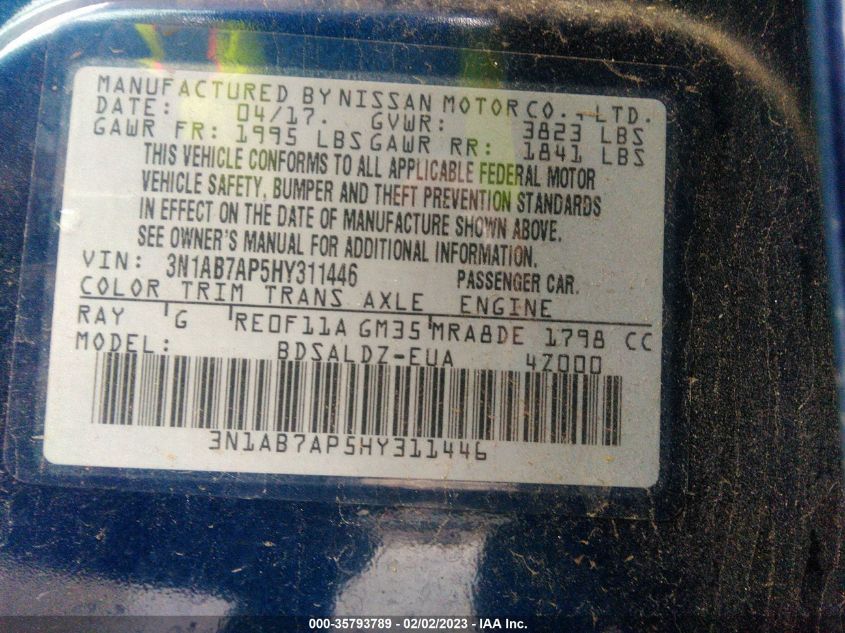 MANUFACTURED BY NISSAN MOTOR CO., LTD.
DATE: 04/17. GVWR: 3823 LBS
GAWR FR: 1995 LBS GAWR RR: 1841 LBS
THIS VEHICLE CONFORMS TO ALL APPLICABLE FEDERAL MOTOR
VEHICLE SAFETY, BUMPER AND THEFT PREVENTION STANDARDS
IN EFFECT ON THE DATE OF MANUFACTURE SHOWN ABOVE.
SEE OWNER'S MANUAL FOR ADDITIONAL INFORMATION.
VIN: 3N1AB7AP5HY311446 PASSENGER CAR.
COLOR TRIM TRANS AXLE ENGINE
RAY G RE0F11A GM35 MRA8DE 1798 CC
MODEL: BDSALDZ-EUA 4Z000
3N1AB7AP5HY311446
000-35793789 - 02/02/2023 - IAA Inc.